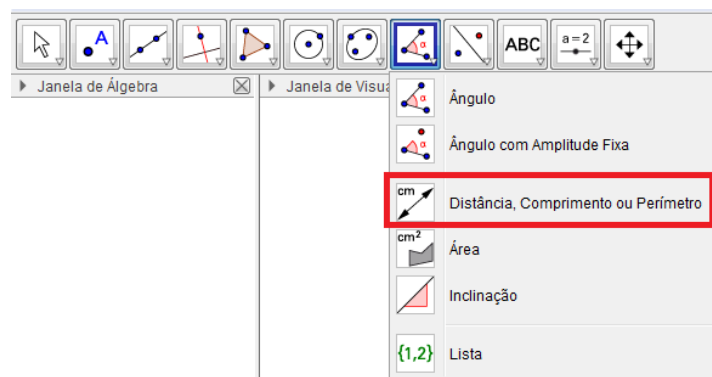 A
α
ABC
a=2
Janela de Álgebra
Janela de Visua
α
Ângulo
α
Ângulo com Amplitude Fixa
cm
Distância, Comprimento ou Perímetro
cm²
Área
Inclinação
{1,2}
Lista